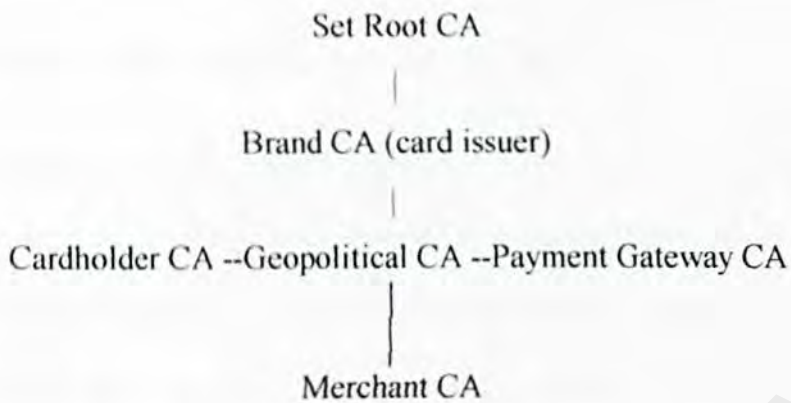 Set Root CA
Brand CA (card issuer)
Cardholder CA --Geopolitical CA --Payment Gateway CA
Merchant CA